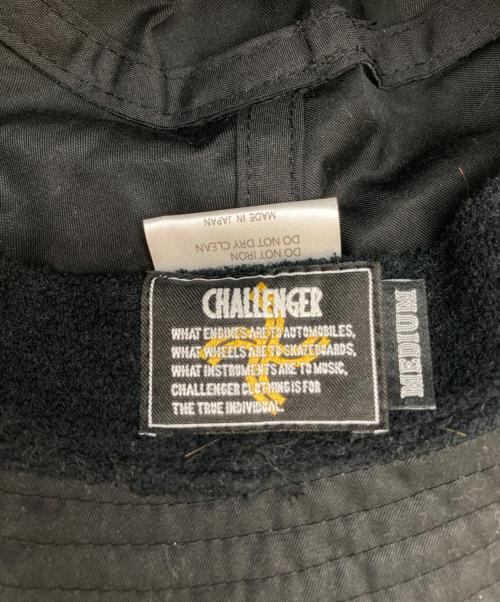 MADE IN JAPAN
DO NOT DRY CLEAN
DO NOT IRON
CHALLENGER
WHAT ENGINES ARE TO AUTOMOBILES,
WHAT WHEELS ARE TO SKATEBOARDS,
WHAT INSTRUMENTS ARE TO MUSIC,
CHALLENGER CLOTHING IS FOR
THE TRUE INDIVIDUAL.
MEDIUM